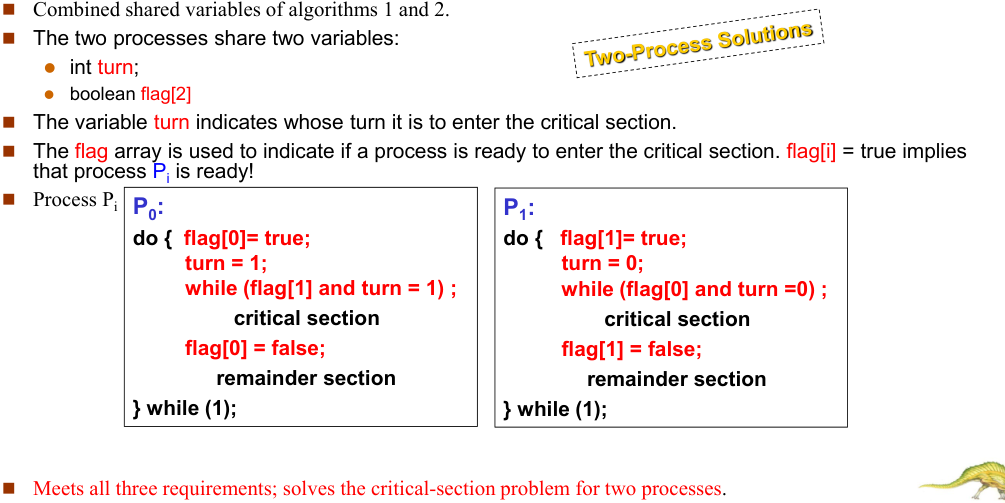 Combined shared variables of algorithms 1 and 2.
Two-Process Solutions
The two processes share two variables:
int turn;
boolean flag[2]
The variable turn indicates whose turn it is to enter the critical section.
The flag array is used to indicate if a process is ready to enter the critical section. flag[i] = true implies
that process Pi is ready!
Process Pi
P0:
do { flag[0]= true;
turn = 1;
while (flag[1] and turn = 1) ;
critical section
flag[0] = false;
remainder section
} while (1);
P1:
do { flag[1]= true;
turn = 0;
while (flag[0] and turn =0) ;
critical section
flag[1] = false;
remainder section
} while (1);
Meets all three requirements; solves the critical-section problem for two processes.